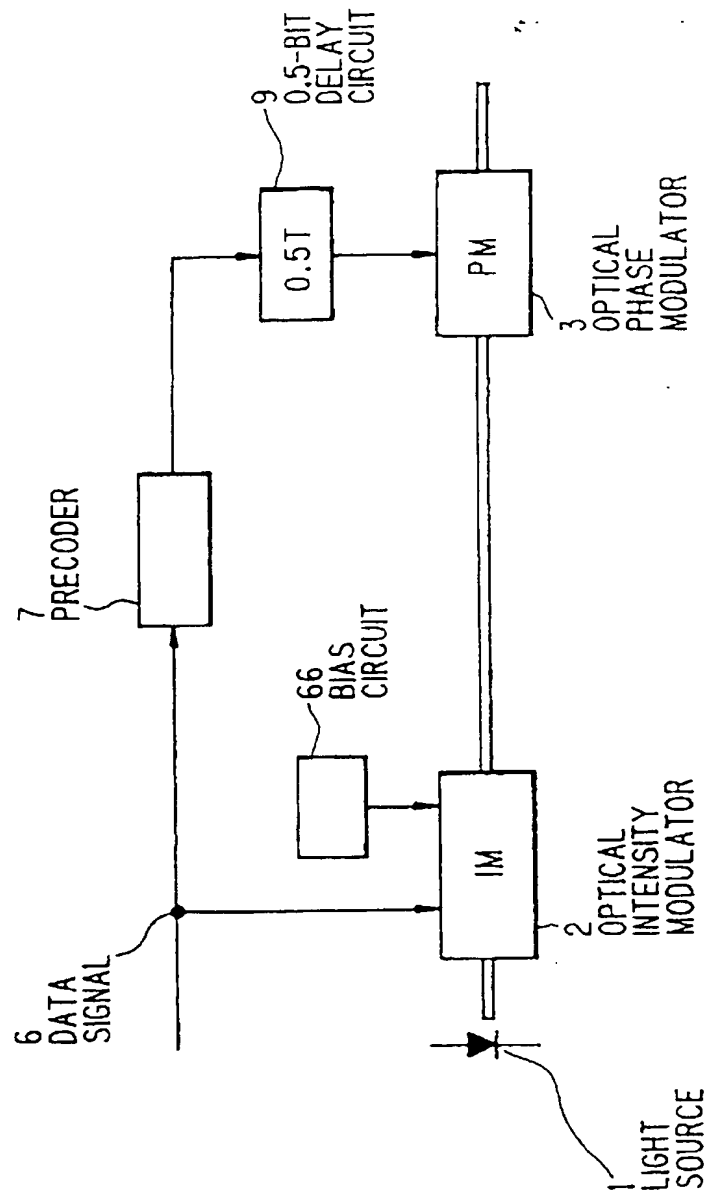 6
DATA
SIGNAL
7
PRECODER
9
0.5-BIT
DELAY
CIRCUIT
0.5T
66
BIAS
CIRCUIT
IM
PM
1
LIGHT
SOURCE
2
OPTICAL
INTENSITY
MODULATOR
3
OPTICAL
PHASE
MODULATOR